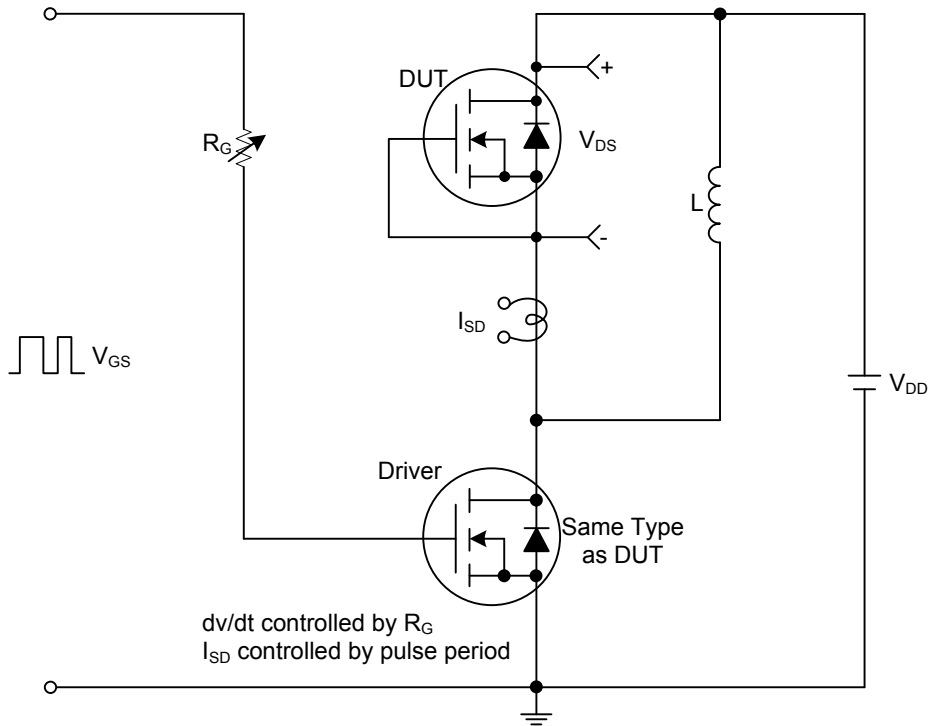 DUT
+
R_G
V_DS
L
-
I_SD
V_GS
V_DD
Driver
Same Type
as DUT
dv/dt controlled by R_G
I_SD controlled by pulse period